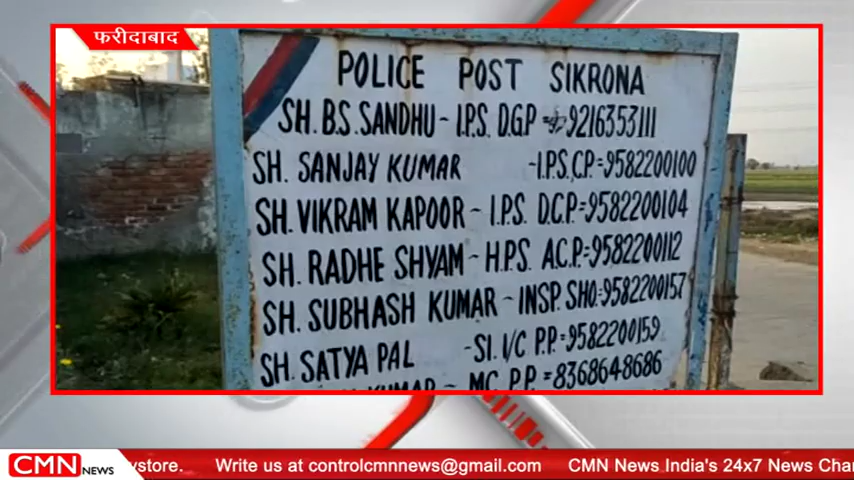 फरीदाबाद
POLICE POST SIKRONA
SH. B.S. SANDHU - I.P.S. D.G.P = 9216353111
SH. SANJAY KUMAR - I.P.S. C.P. = 9582200100
SH. VIKRAM KAPOOR - I.P.S. D.C.P. = 9582200104
SH. RADHE SHYAM - H.P.S. A.C.P. = 9582200112
SH. SUBHASH KUMAR - INSP. SHO = 9582200157
SH. SATYA PAL - SI. I/C P.P. = 9582200159
KUMAR - MC P.P. = 8368648686
CMN NEWS
ystore. Write us at controlcmnnews@gmail.com CMN News India's 24x7 News Cha